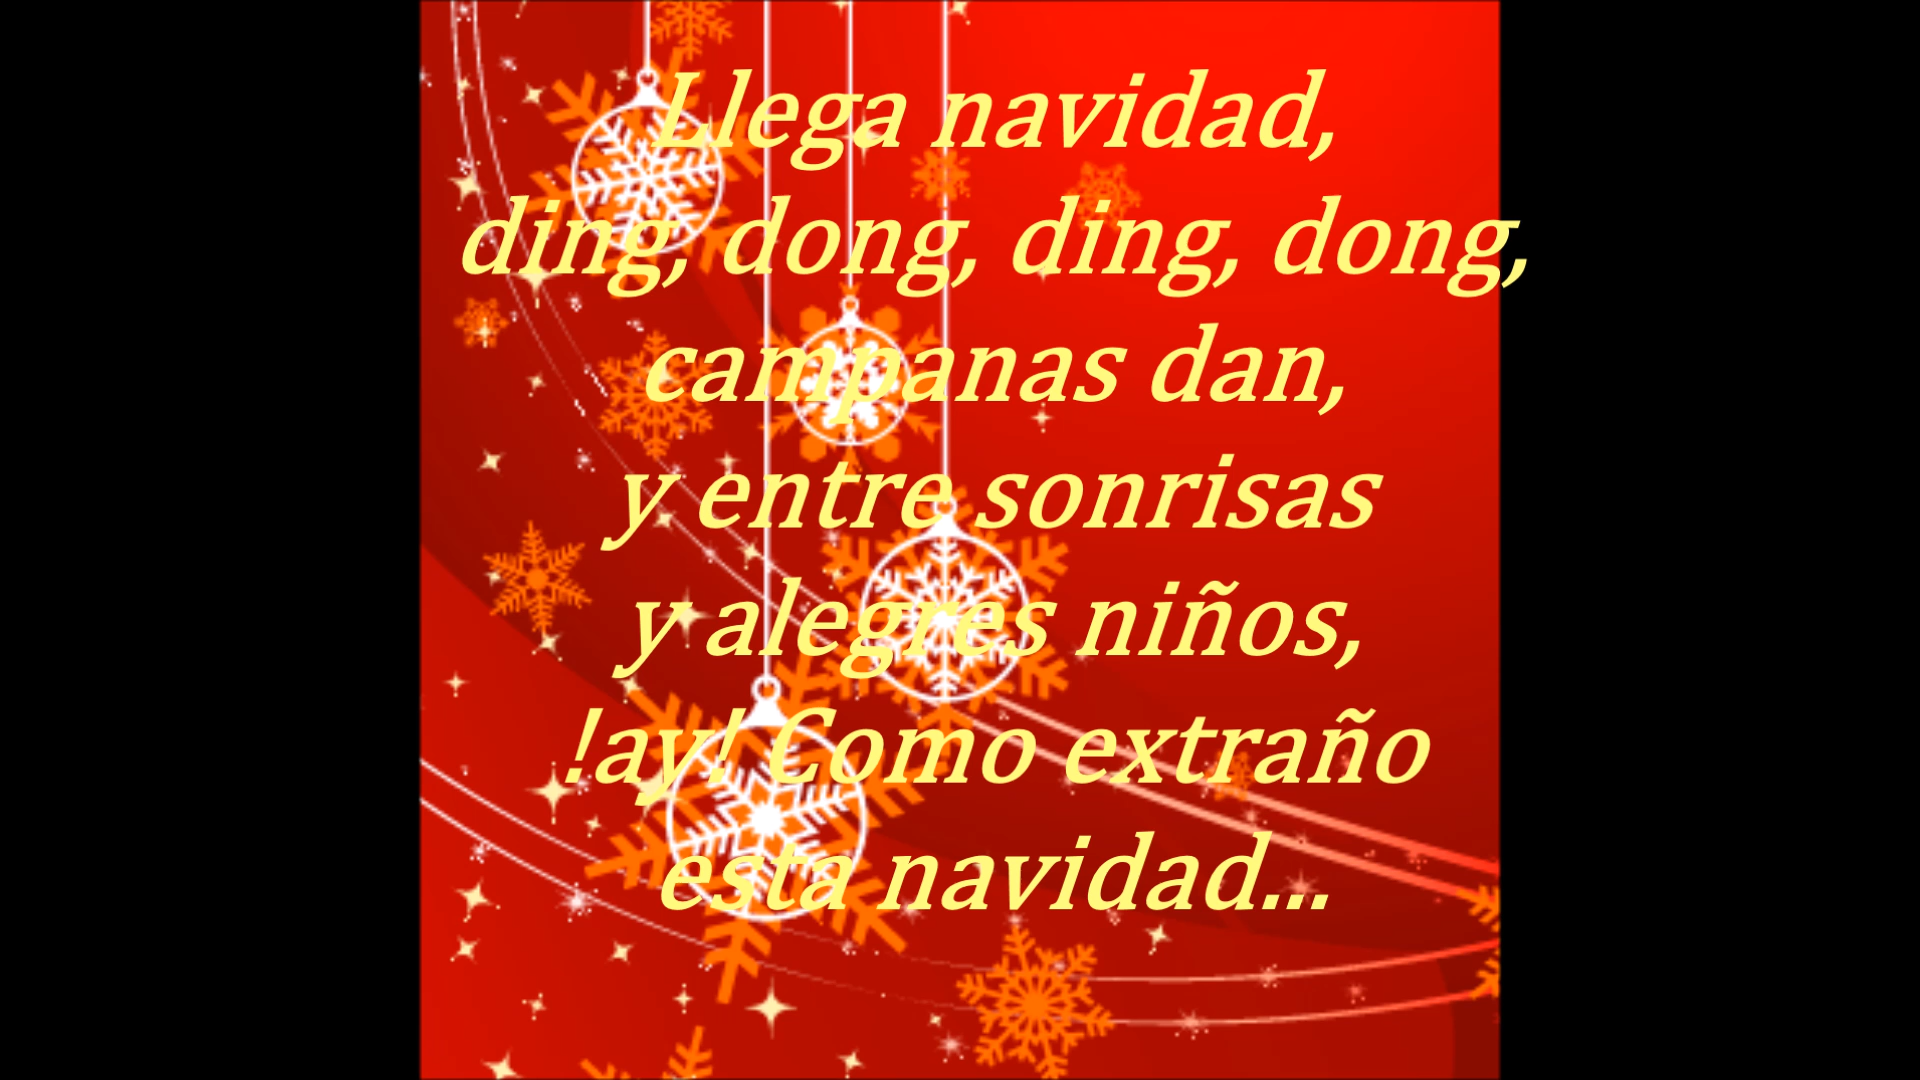 Llega navidad,
ding, dong, ding, dong,
campanas dan,
y entre sonrisas
y alegres niños,
!ay! Como extraño
esta navidad...